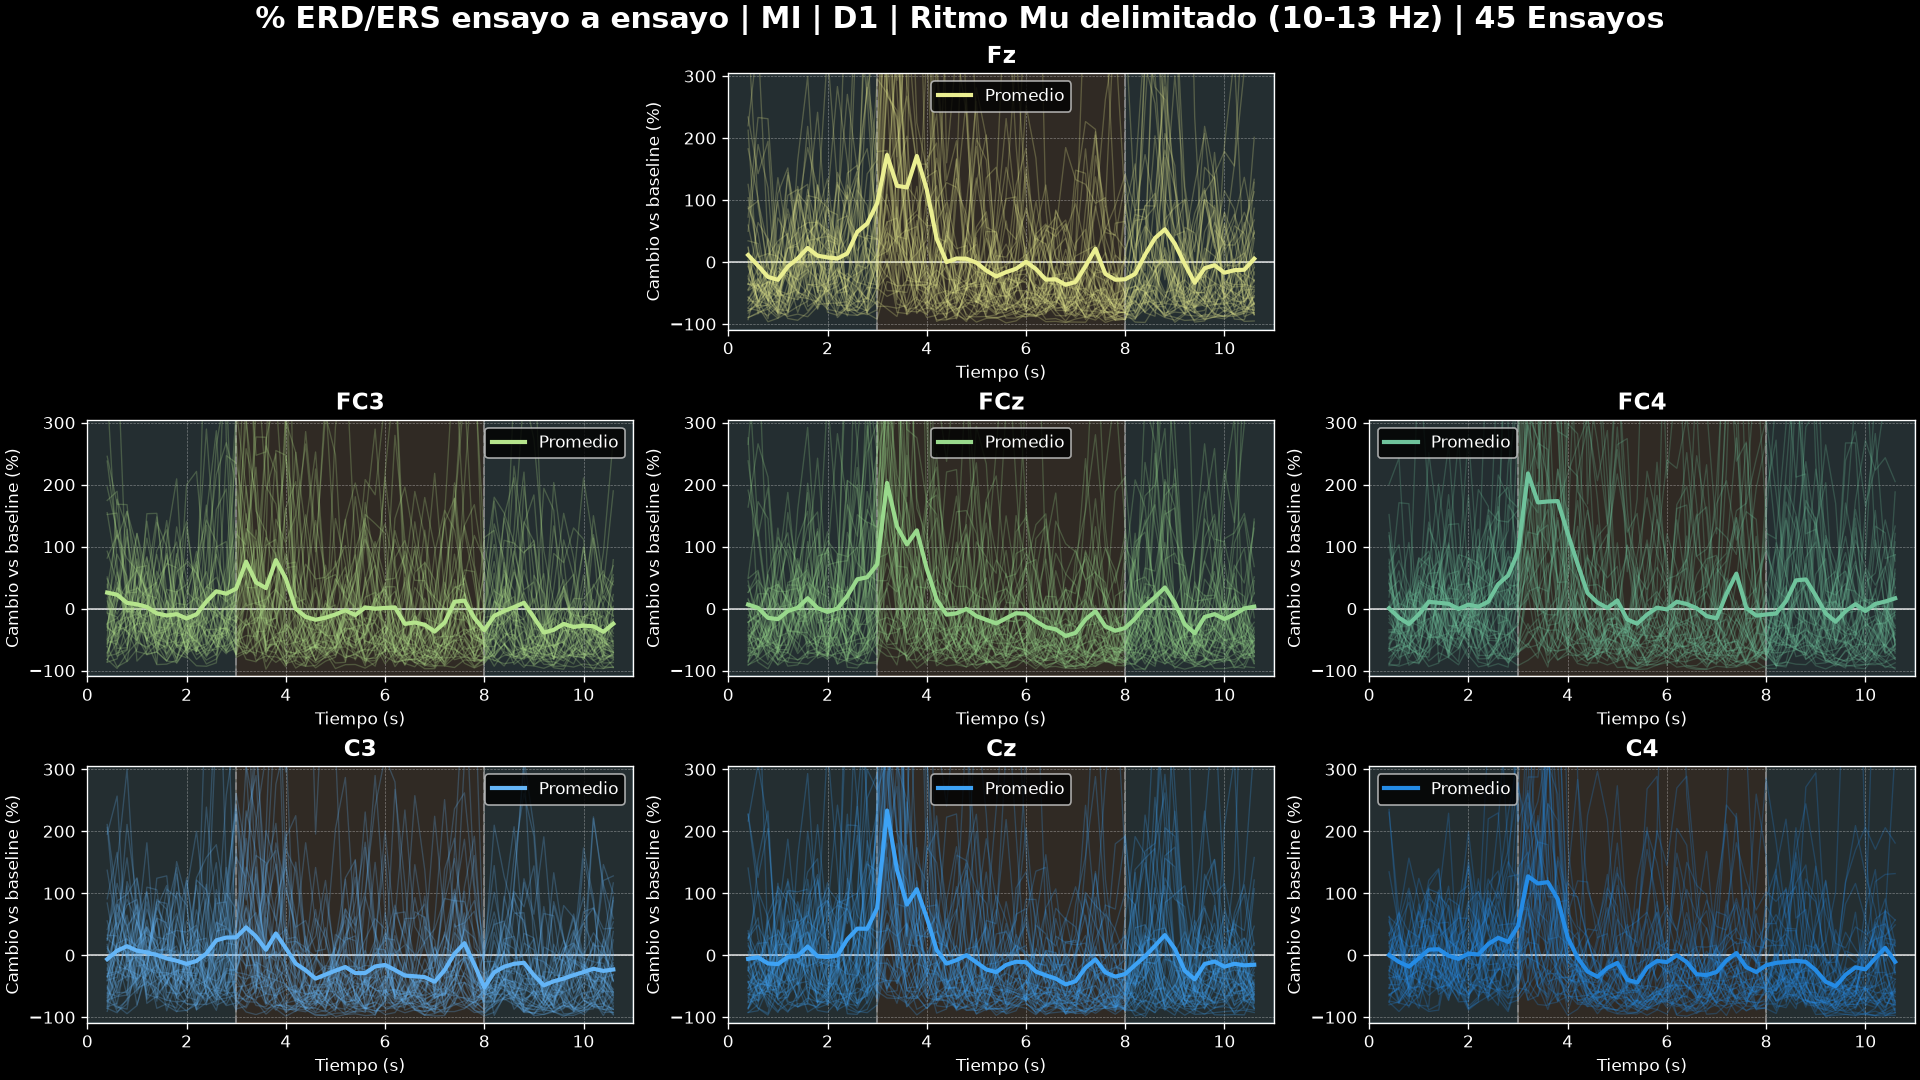 % ERD/ERS ensayo a ensayo | MI | D1 | Ritmo Mu delimitado (10-13 Hz) | 45 Ensayos
Fz
Cambio vs baseline (%)
300
200
100
0
−100
Promedio
0 2 4 6 8 10
Tiempo (s)
FC3
Cambio vs baseline (%)
300
200
100
0
−100
Promedio
0 2 4 6 8 10
Tiempo (s)
FCz
Cambio vs baseline (%)
300
200
100
0
−100
Promedio
0 2 4 6 8 10
Tiempo (s)
FC4
Cambio vs baseline (%)
300
200
100
0
−100
Promedio
0 2 4 6 8 10
Tiempo (s)
C3
Cambio vs baseline (%)
300
200
100
0
−100
Promedio
0 2 4 6 8 10
Tiempo (s)
Cz
Cambio vs baseline (%)
300
200
100
0
−100
Promedio
0 2 4 6 8 10
Tiempo (s)
C4
Cambio vs baseline (%)
300
200
100
0
−100
Promedio
0 2 4 6 8 10
Tiempo (s)